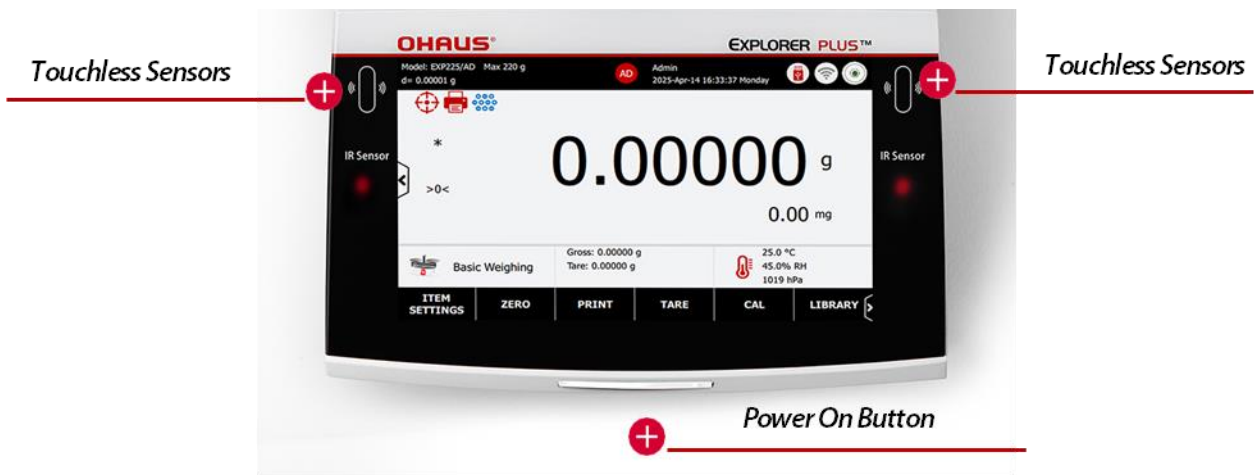 Touchless Sensors
Touchless Sensors
OHAUS®
EXPLORER PLUS™
Model: EXP225/AD Max 220 g
d= 0.00001 g
AD
Admin
2025-Apr-14 16:33:37 Monday
IR Sensor
IR Sensor
*
0.00000 g
>0<
0.00 mg
Basic Weighing
Gross: 0.00000 g
Tare: 0.00000 g
25.0 °C
45.0% RH
1019 hPa
ITEM SETTINGS
ZERO
PRINT
TARE
CAL
LIBRARY
Power On Button